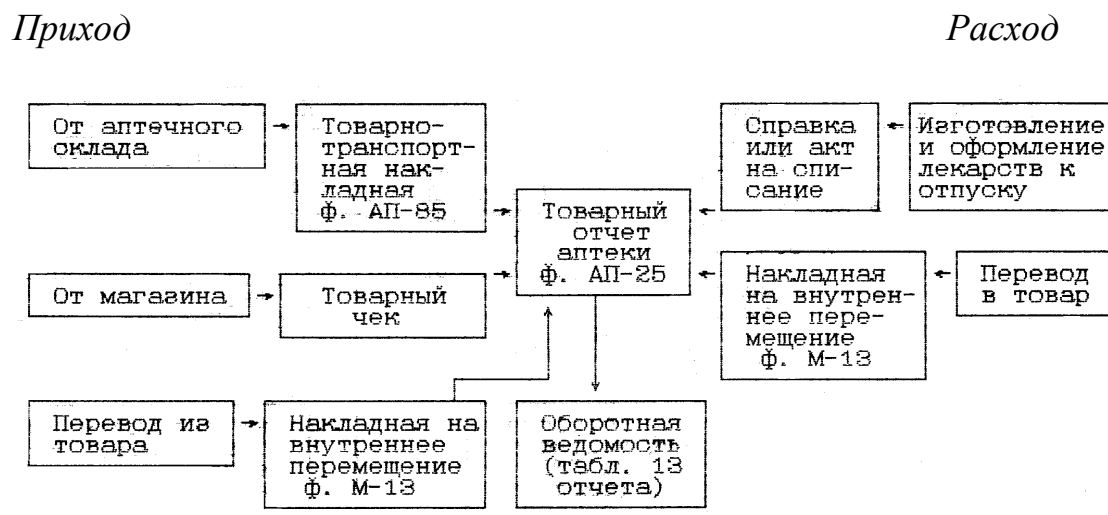 Приход
Расход
От аптечного
оклада
Товарно-
транспорт-
ная нак-
ладная
ф. АП-85
Справка
или акт
на спи-
сание
Изготовление
и оформление
лекарств к
отпуску
Товарный
отчет
аптеки
ф. АП-25
От магазина
Товарный
чек
Накладная
на внутрен-
нее пере-
мещение
ф. М-13
Перевод
в товар
Перевод из
товара
Накладная на
внутреннее
перемещение
ф. М-13
Оборотная
ведомость
(табл. 13
отчета)